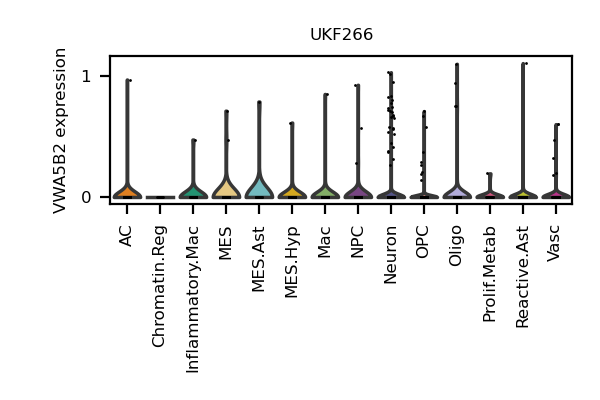 UKF266
VWA5B2 expression
1
0
AC
Chromatin.Reg
Inflammatory.Mac
MES
MES.Ast
MES.Hyp
Mac
NPC
Neuron
OPC
Oligo
Prolif.Metab
Reactive.Ast
Vasc